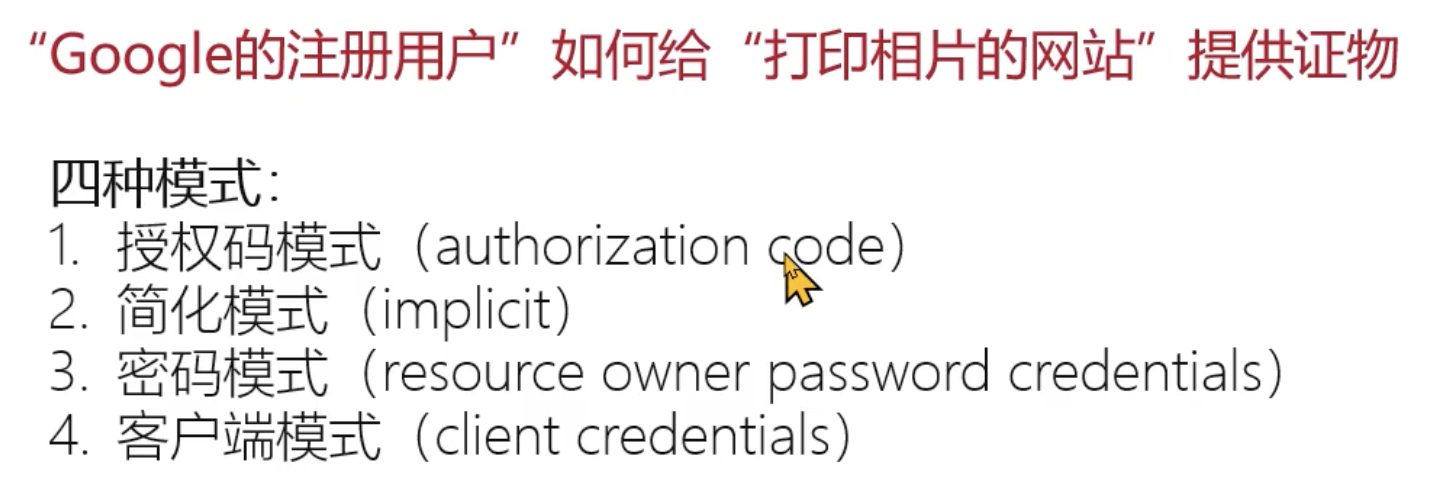 “Google的注册用户”如何给“打印相片的网站”提供证物
四种模式：
1. 授权码模式（authorization code）
2. 简化模式（implicit）
3. 密码模式（resource owner password credentials）
4. 客户端模式（client credentials）